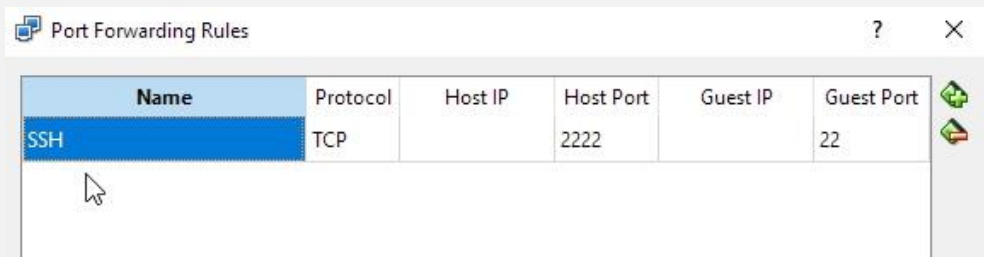 Port Forwarding Rules ? ×
Name Protocol Host IP Host Port Guest IP Guest Port
SSH TCP 2222 22